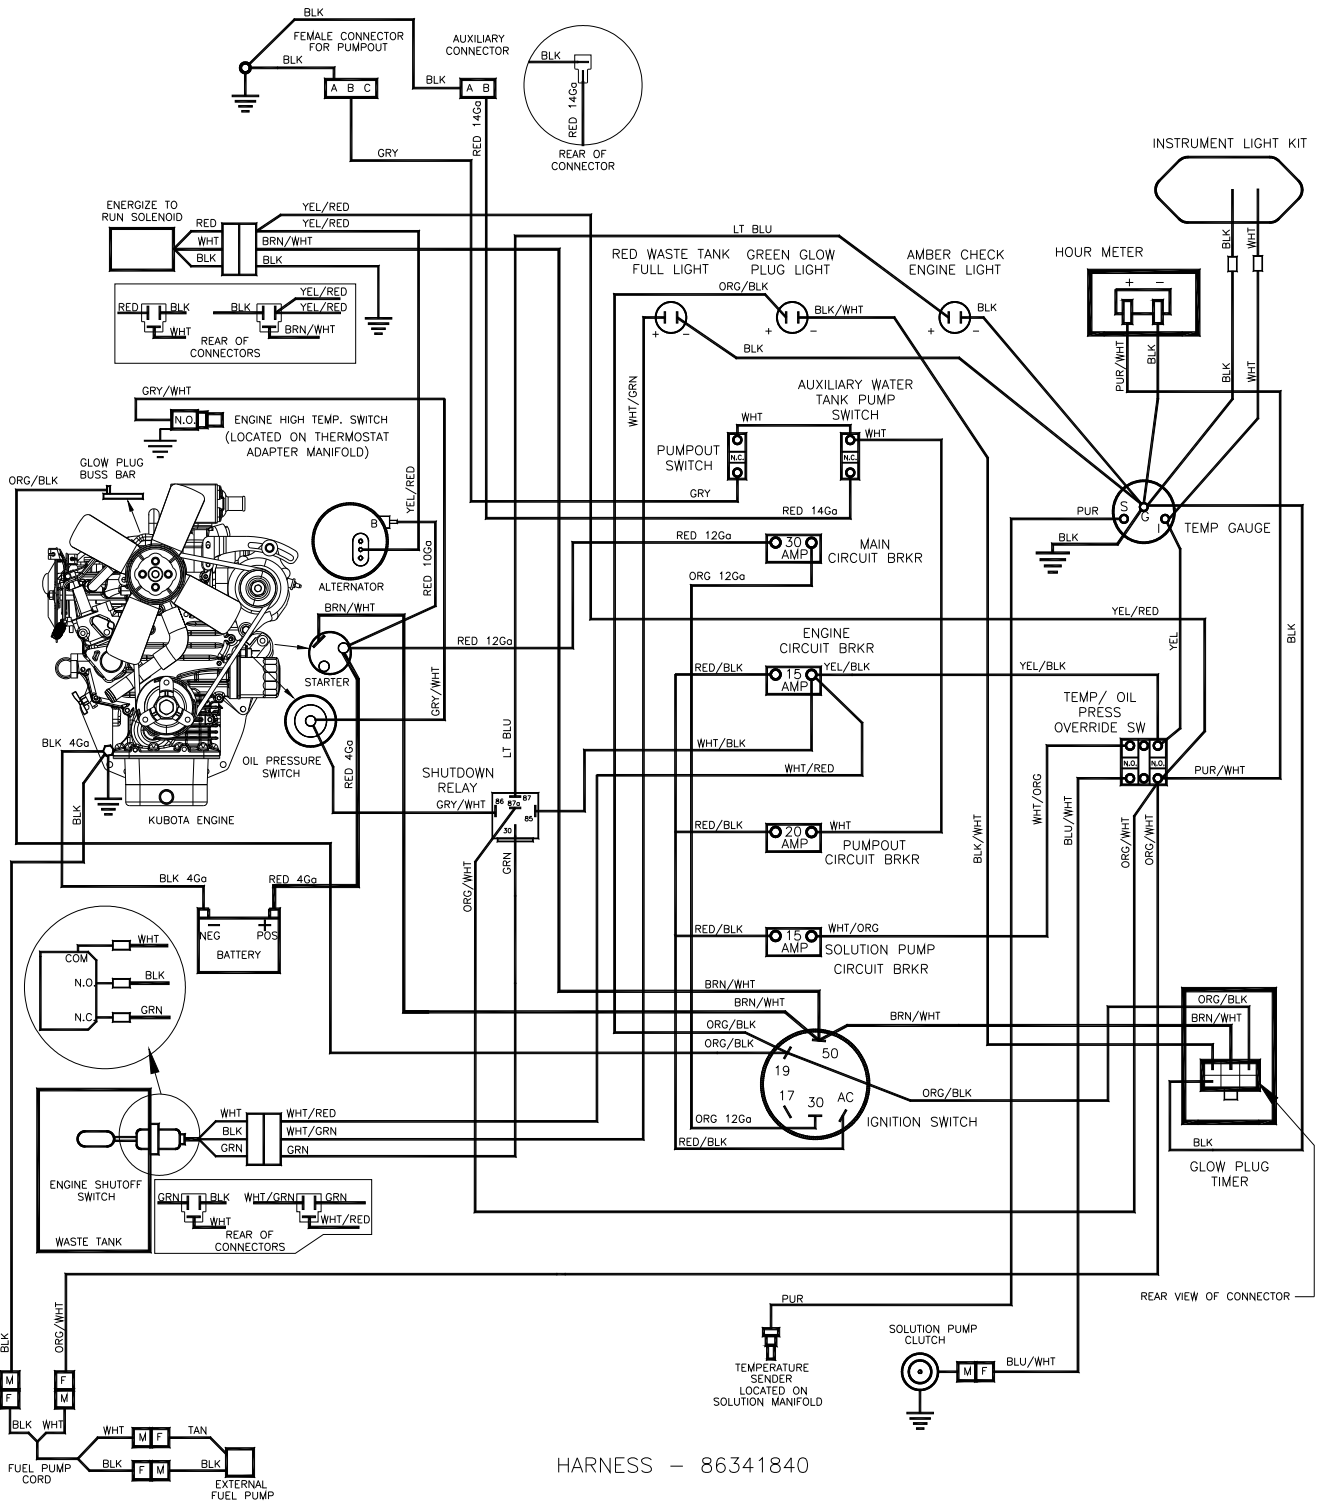 BLK
FEMALE CONNECTOR
FOR PUMPOUT
BLK
A B C
AUXILIARY
CONNECTOR
BLK
A B
RED 14Ga
GRY
BLK
RED 14Ga
REAR OF
CONNECTOR
INSTRUMENT LIGHT KIT
BLK
WHT
BLK
WHT
HOUR METER
+ −
PUR/WHT
BLK
ENERGIZE TO
RUN SOLENOID
RED
WHT
BLK
YEL/RED
YEL/RED
BRN/WHT
BLK
RED
BLK
WHT
BLK
YEL/RED
YEL/RED
BRN/WHT
REAR OF
CONNECTORS
LT BLU
RED WASTE TANK
FULL LIGHT
GREEN GLOW
PLUG LIGHT
AMBER CHECK
ENGINE LIGHT
ORG/BLK
BLK/WHT
BLK
+ −
+ −
+ −
BLK
WHT/GRN
AUXILIARY WATER
TANK PUMP
SWITCH
WHT
WHT
PUMPOUT
SWITCH
N.C.
N.C.
GRY
RED 14Ga
GRY/WHT
N.O.
ENGINE HIGH TEMP. SWITCH
(LOCATED ON THERMOSTAT
ADAPTER MANIFOLD)
GLOW PLUG
BUSS BAR
ORG/BLK
YEL/RED
B
ALTERNATOR
RED 10Ga
BRN/WHT
STARTER
RED 12Ga
GRY/WHT
OIL PRESSURE
SWITCH
RED 4Ga
BLK 4Ga
BLK
KUBOTA ENGINE
RED 12Ga
30
AMP
MAIN
CIRCUIT BRKR
ORG 12Ga
S
G
I
TEMP GAUGE
PUR
BLK
YEL/RED
YEL
BLK
ENGINE
CIRCUIT BRKR
RED/BLK
15
AMP
YEL/BLK
YEL/BLK
WHT/BLK
WHT/RED
TEMP/ OIL
PRESS
OVERRIDE SW
N.O.
N.O.
PUR/WHT
LT BLU
SHUTDOWN
RELAY
GRY/WHT
86
87
87a
85
30
GRN
ORG/WHT
RED/BLK
20
AMP
WHT
PUMPOUT
CIRCUIT BRKR
BLK/WHT
WHT/ORG
BLU/WHT
ORG/WHT
ORG/WHT
BLK 4Ga
RED 4Ga
−
+
NEG
POS
BATTERY
WHT
COM
N.O.
BLK
N.C.
GRN
RED/BLK
15
AMP
WHT/ORG
SOLUTION PUMP
CIRCUIT BRKR
BRN/WHT
BRN/WHT
ORG/BLK
ORG/BLK
BRN/WHT
50
19
17
30
AC
ORG/BLK
ORG 12Ga
RED/BLK
IGNITION SWITCH
ORG/BLK
BRN/WHT
BLK
GLOW PLUG
TIMER
WHT
BLK
GRN
WHT/RED
WHT/GRN
GRN
ENGINE SHUTOFF
SWITCH
WASTE TANK
GRN
BLK
WHT
WHT/GRN
GRN
WHT/RED
REAR OF
CONNECTORS
REAR VIEW OF CONNECTOR
PUR
TEMPERATURE
SENDER
LOCATED ON
SOLUTION MANIFOLD
SOLUTION PUMP
CLUTCH
M F
BLU/WHT
BLK
ORG/WHT
M
F
F
M
BLK
WHT
FUEL PUMP
CORD
WHT
M F
TAN
BLK
F M
BLK
EXTERNAL
FUEL PUMP
HARNESS − 86341840